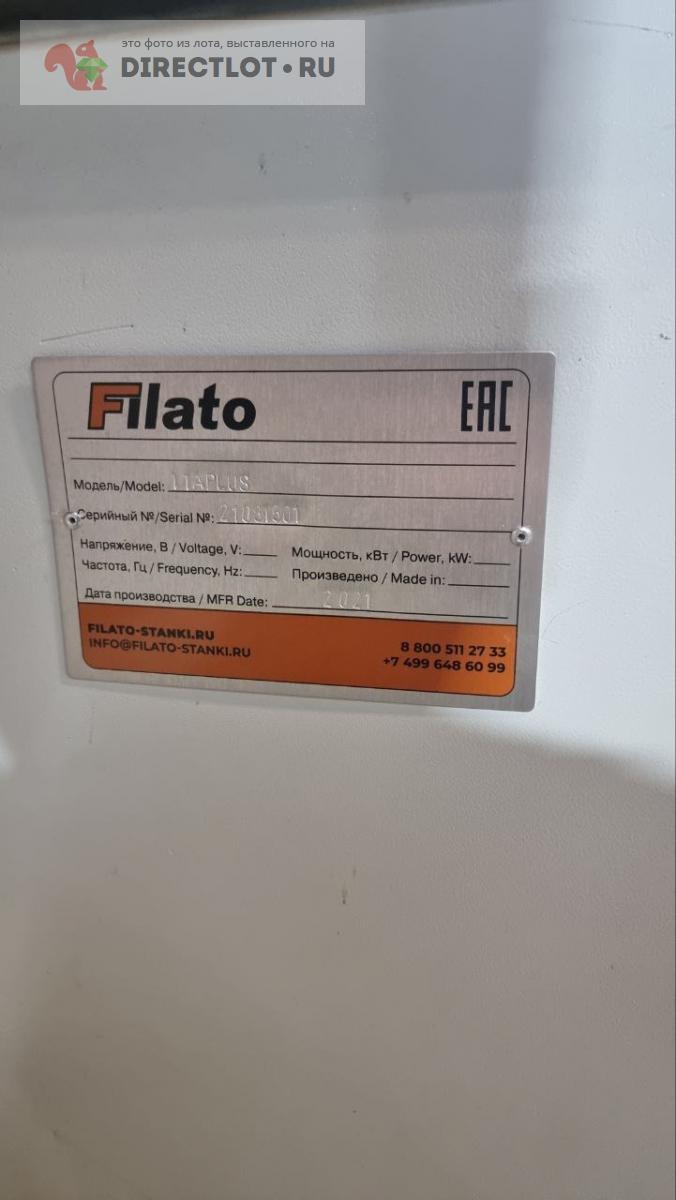 это фото из лота, выставленного на
DIRECTLOT•RU
Filato
EAC
Модель/Model: 11APLUS
Серийный №/Serial №: 21031501
Напряжение, В / Voltage, V: Мощность, кВт / Power, kW:
Частота, Гц / Frequency, Hz: Произведено / Made in:
Дата производства / MFR Date: 2021
FILATO-STANKI.RU
INFO@FILATO-STANKI.RU
8 800 511 27 33
+7 499 648 60 99